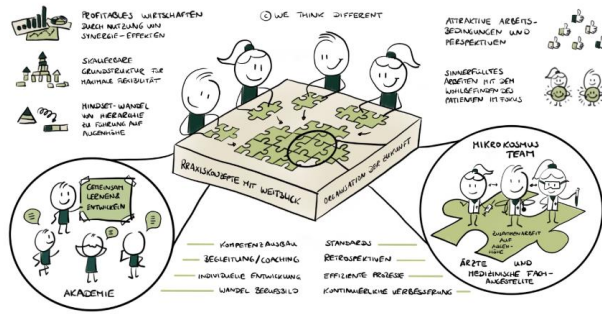 PROFITABLES WIRTSCHAFTEN
DURCH NUTZUNG VON
SYNERGIE-EFFEKTEN
SKALIERBARE
GRUNDSTRUKTUR FÜR
MAXIMALE FLEXIBILITÄT
MINDSET-WANDEL
VON HIERARCHIE
ZU FÜHRUNG AUF
AUGENHÖHE
© WE THINK DIFFERENT
ATTRAKTIVE ARBEITS-
BEDINGUNGEN UND
PERSPEKTIVEN
SINNERFÜLLTES
ARBEITEN MIT DEM
WOHLBEFINDEN DES
PATIENTEN IM FOKUS
PRAXISKONZEPTE MIT WEITBLICK
ORGANISATION DER ZUKUNFT
GEMEINSAM
LERNEN &
ENTWICKELN
AKADEMIE
MIKROKOSMOS
TEAM
ZUSAMMENARBEIT
AUF
AUGEN-
HÖHE
ÄRZTE UND
MEDIZINISCHE FACH-
ANGESTELLTE
KOMPETENZAUSBAU
BEGLEITUNG/COACHING
INDIVIDUELLE ENTWICKLUNG
WANDEL BERUFSBILD
STANDARDS
RETROSPEKTIVEN
EFFIZIENTE PROZESSE
KONTINUIERLICHE VERBESSERUNG